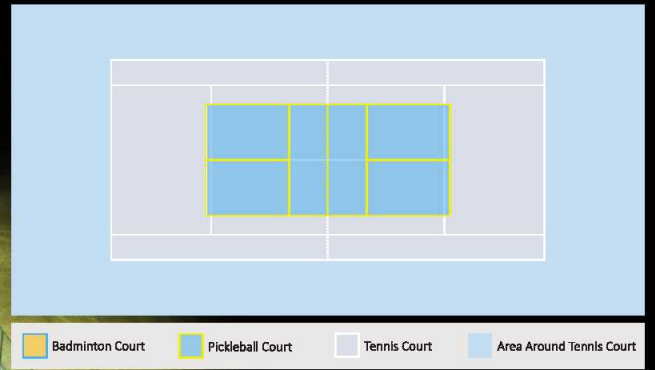 Badminton Court
Pickleball Court
Tennis Court
Area Around Tennis Court